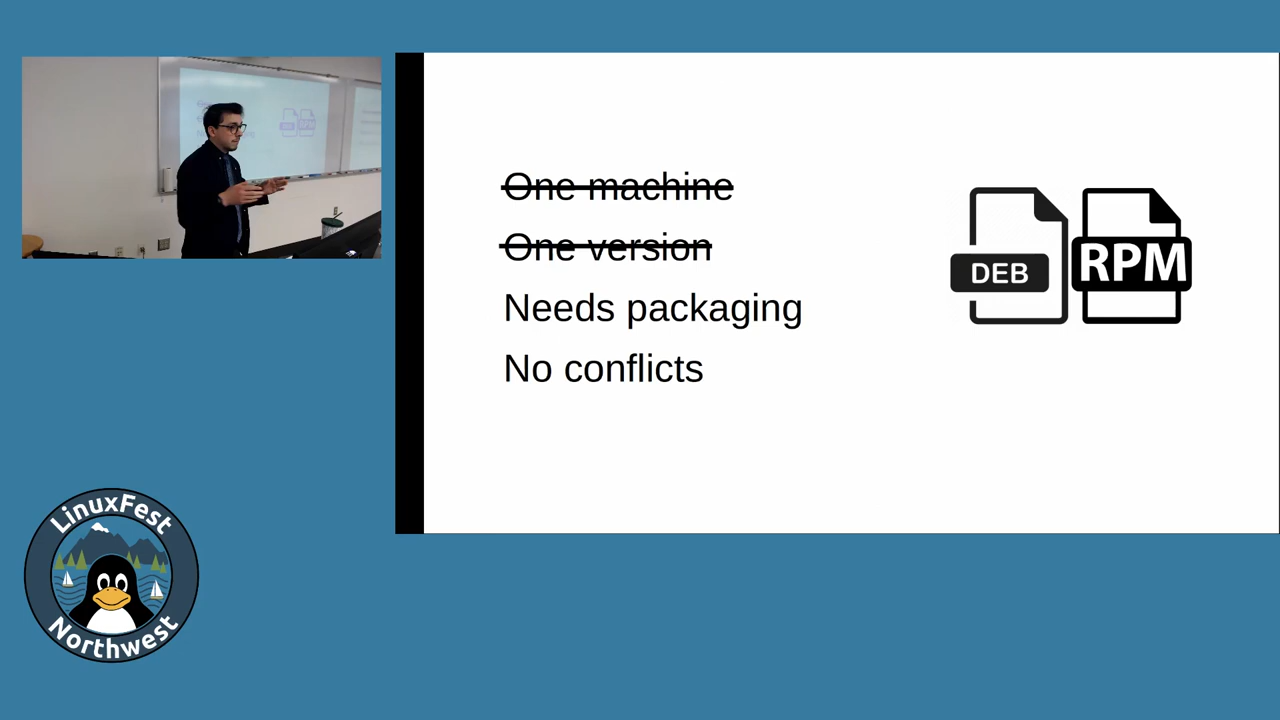 One machine
One version
Needs packaging
No conflicts
DEB
RPM
LinuxFest
Northwest